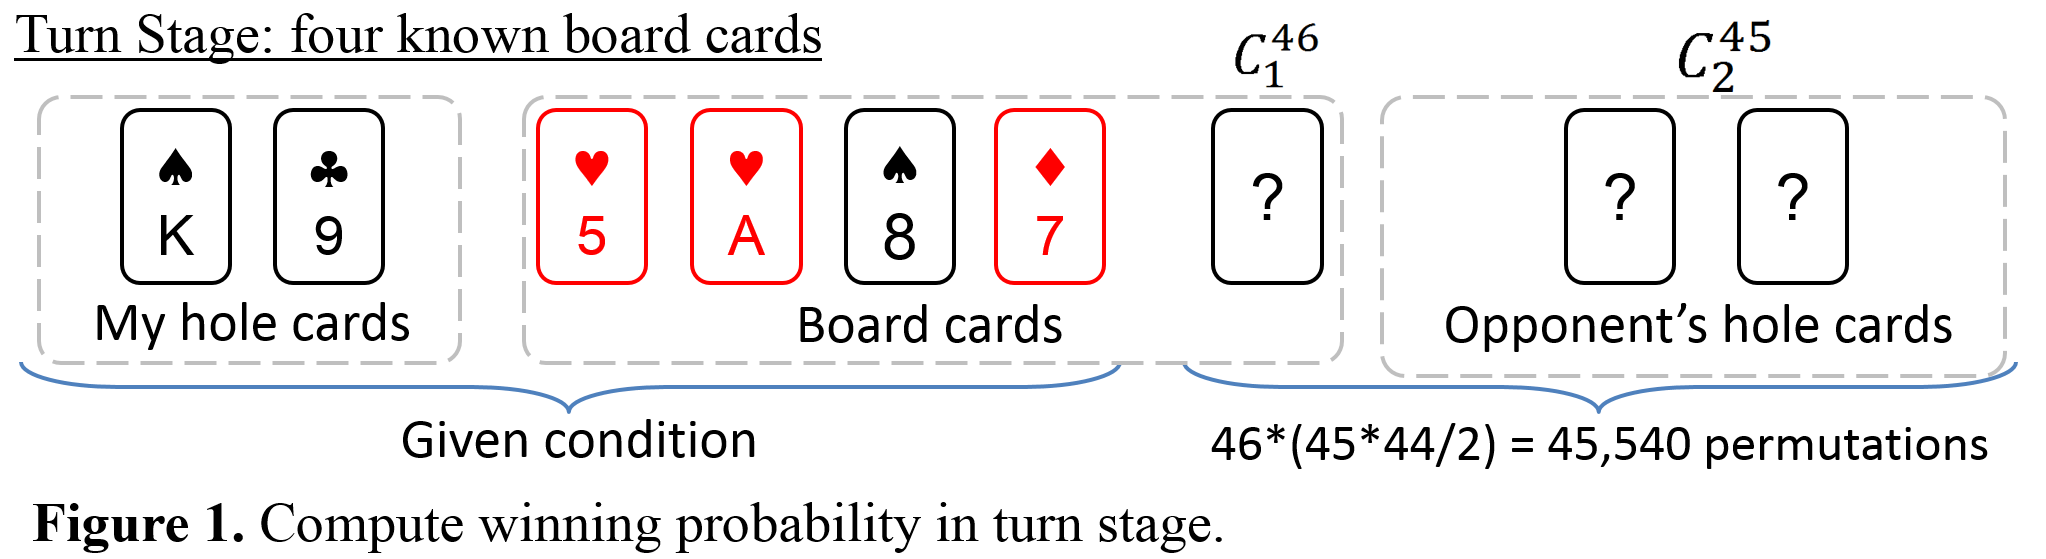 Turn Stage: four known board cards
C₁⁴⁶
C₂⁴⁵
♠ K
♣ 9
♥ 5
♥ A
♠ 8
♦ 7
?
?
?
My hole cards
Board cards
Opponent’s hole cards
Given condition
46*(45*44/2) = 45,540 permutations
Figure 1. Compute winning probability in turn stage.